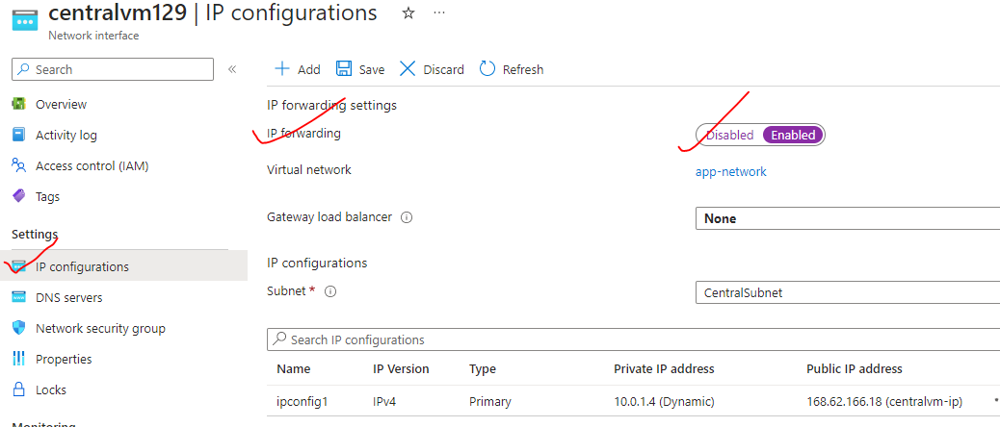 centralvm129 | IP configurations ☆ ···
Network interface
Search «
Add Save Discard Refresh
Overview
Activity log
Access control (IAM)
Tags
Settings
IP configurations
DNS servers
Network security group
Properties
Locks
IP forwarding settings
IP forwarding Disabled Enabled
Virtual network app-network
Gateway load balancer None
IP configurations
Subnet * CentralSubnet
Search IP configurations
Name IP Version Type Private IP address Public IP address
ipconfig1 IPv4 Primary 10.0.1.4 (Dynamic) 168.62.166.18 (centralvm-ip)